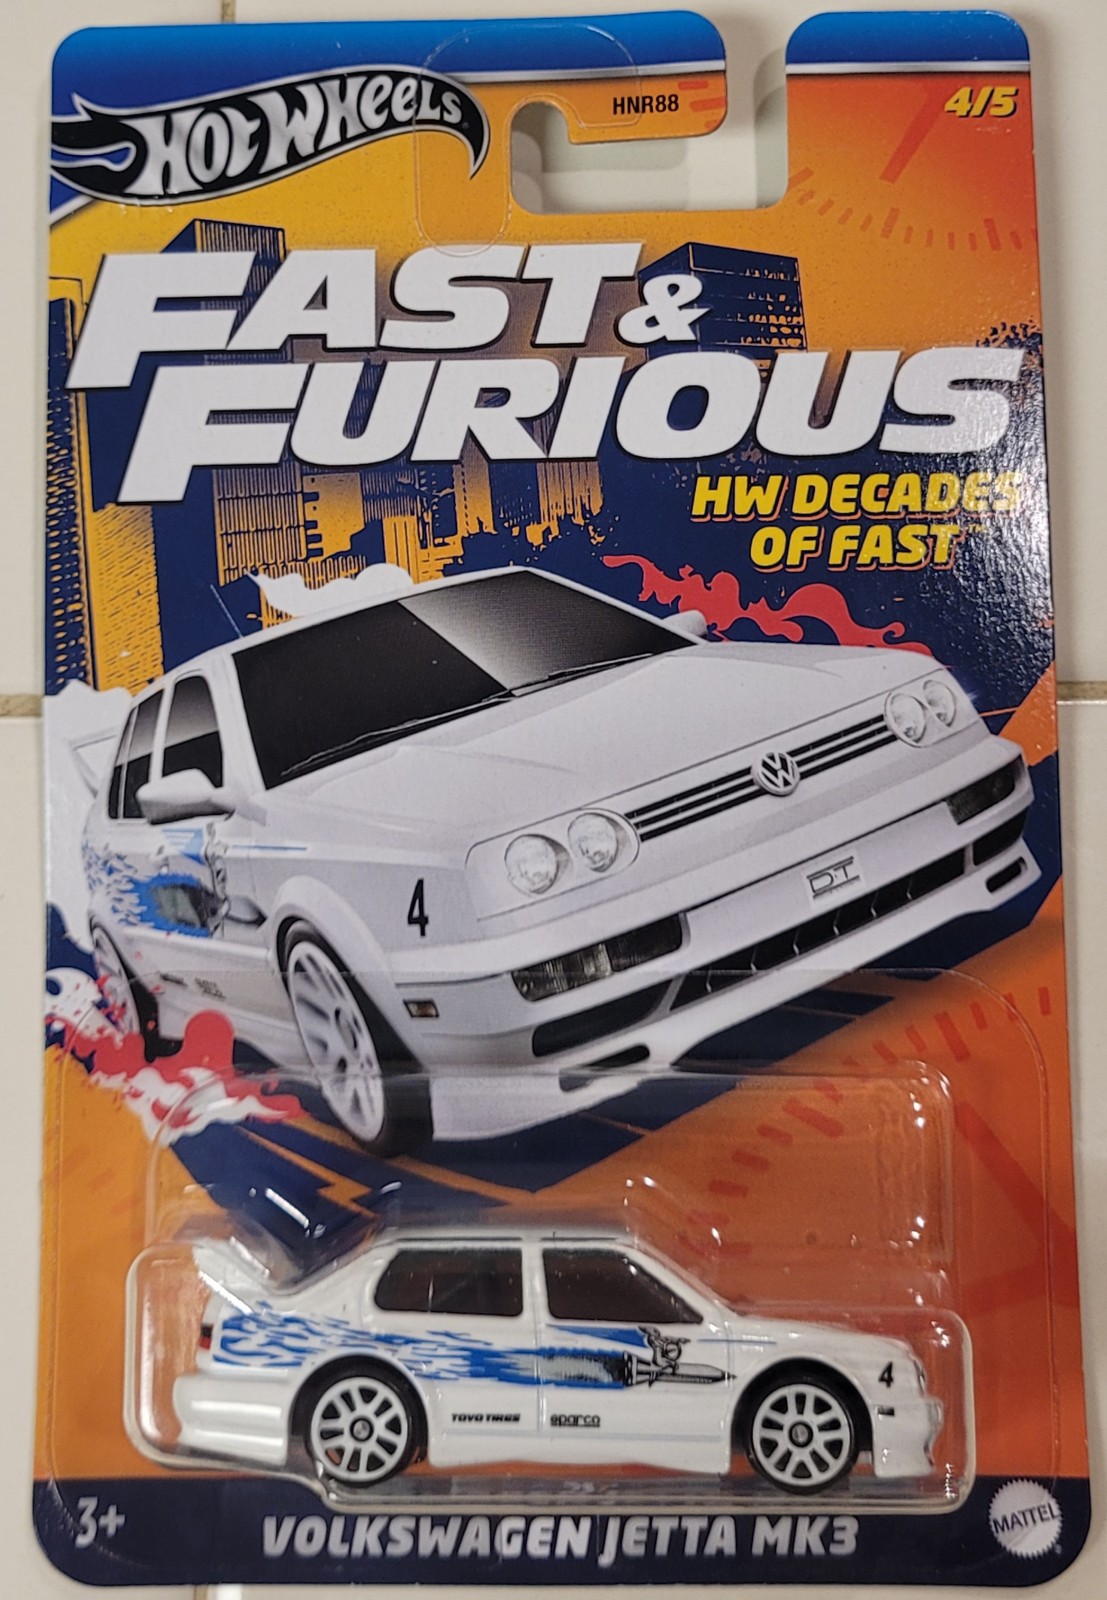 HOT WHEELS
HNR88
4/5
FAST &
FURIOUS
HW DECADES
OF FAST™
4
D-T
4
TOYO TIRES
sparco
3+
VOLKSWAGEN JETTA MK3
MATTEL